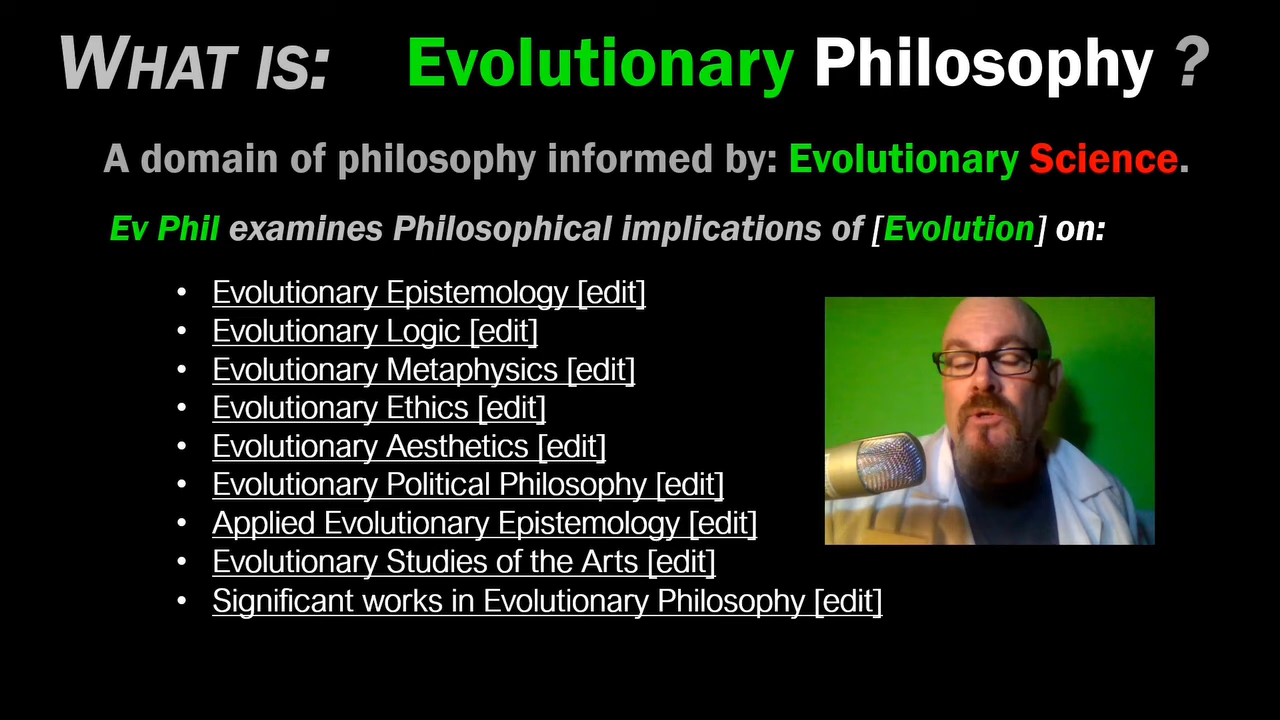 WHAT IS: Evolutionary Philosophy ?
A domain of philosophy informed by: Evolutionary Science.
Ev Phil examines Philosophical implications of [Evolution] on:
• Evolutionary Epistemology [edit]
• Evolutionary Logic [edit]
• Evolutionary Metaphysics [edit]
• Evolutionary Ethics [edit]
• Evolutionary Aesthetics [edit]
• Evolutionary Political Philosophy [edit]
• Applied Evolutionary Epistemology [edit]
• Evolutionary Studies of the Arts [edit]
• Significant works in Evolutionary Philosophy [edit]